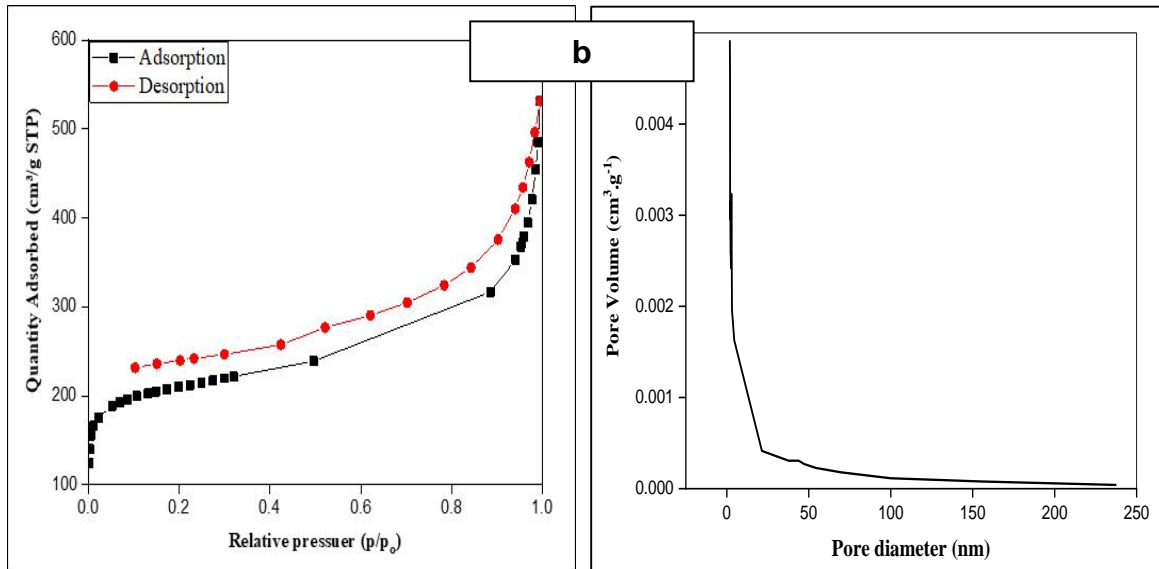 b
Adsorption
Desorption
Quantity Adsorbed (cm³/g STP)
600
500
400
300
200
100
0.0 0.2 0.4 0.6 0.8 1.0
Relative pressuer (p/pₒ)
Pore Volume (cm³.g⁻¹)
0.004
0.003
0.002
0.001
0.000
0 50 100 150 200 250
Pore diameter (nm)